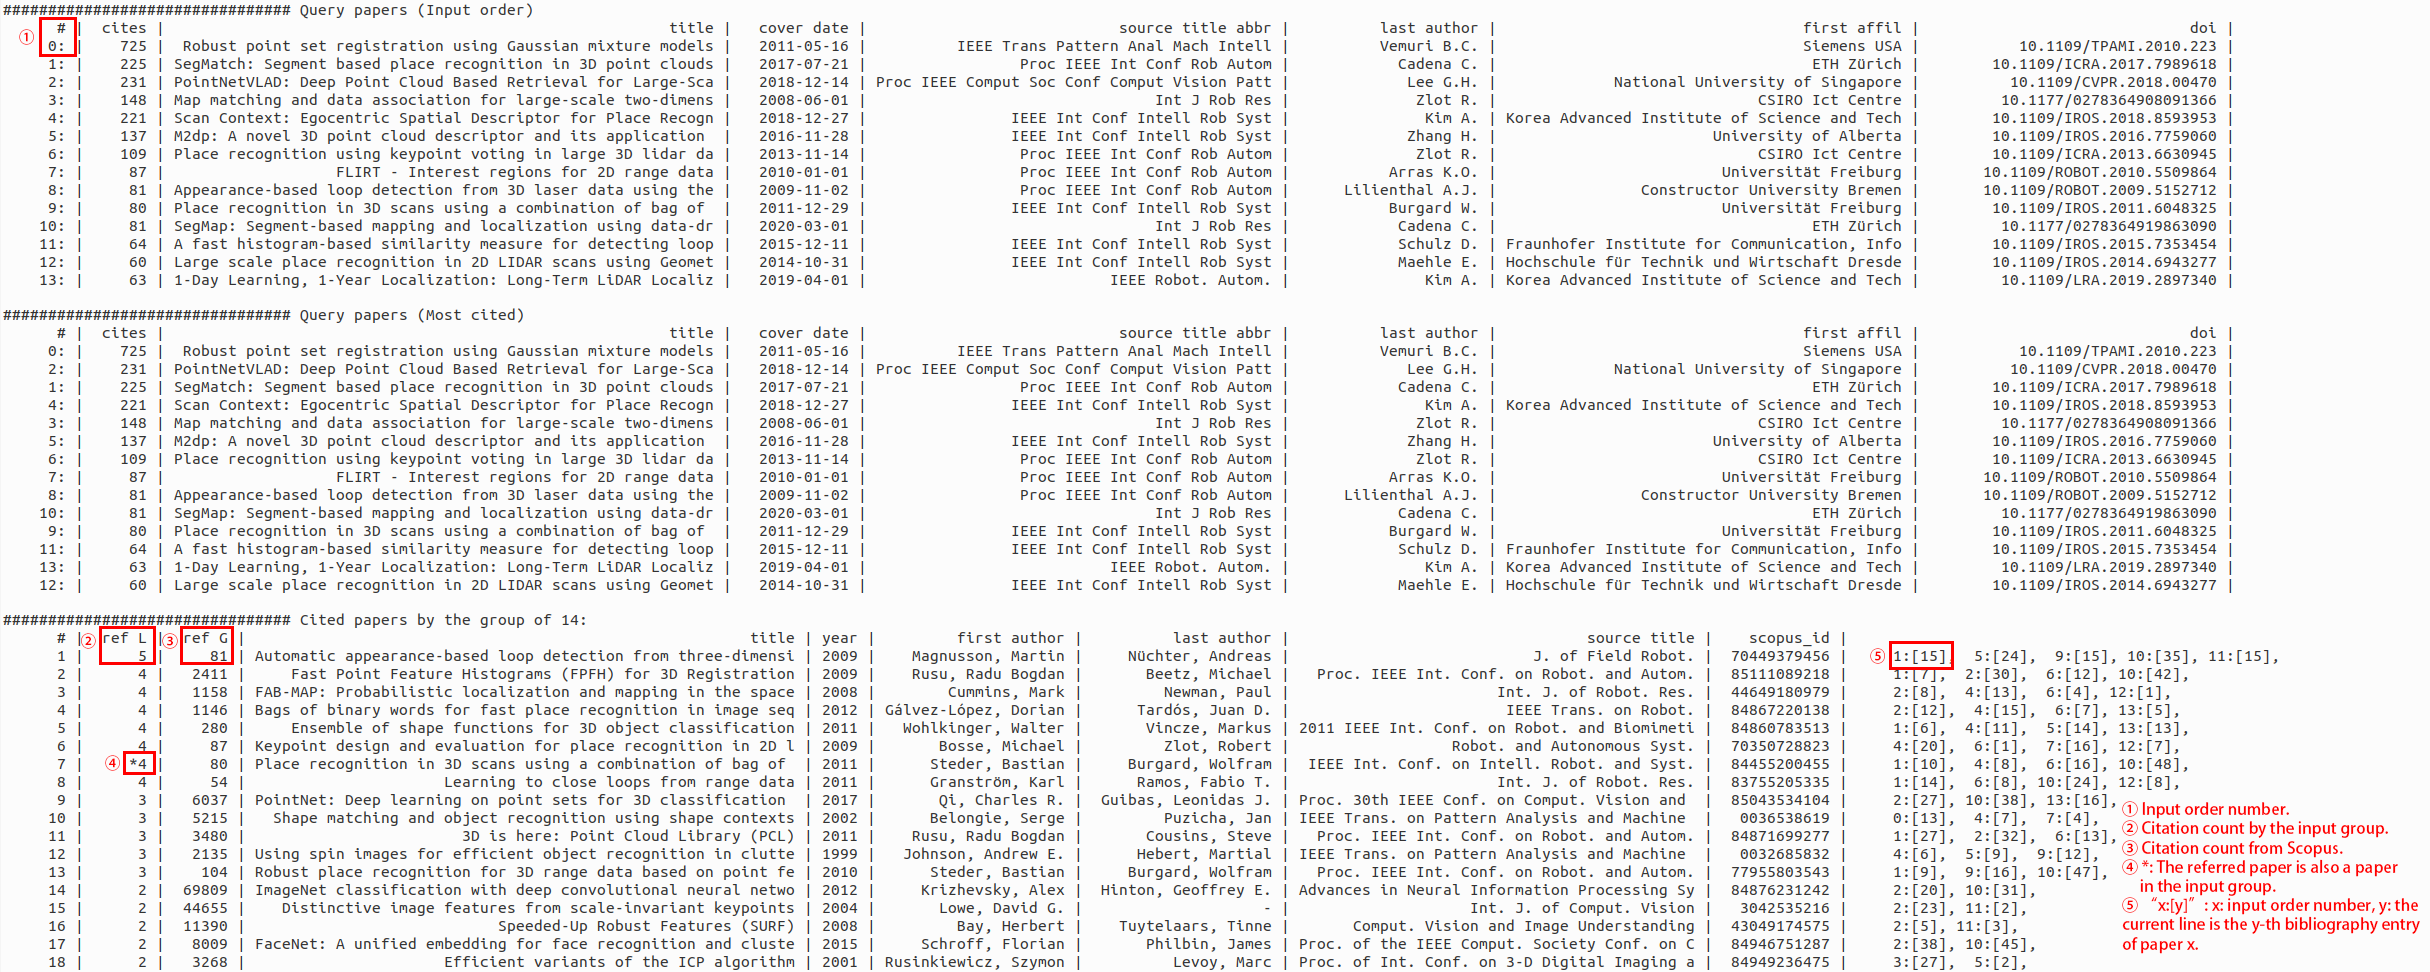 ################################ Query papers (Input order)
# | cites | title | cover date | source title abbr | last author | first affil | doi |
① 0: | 725 | Robust point set registration using Gaussian mixture models | 2011-05-16 | IEEE Trans Pattern Anal Mach Intell | Vemuri B.C. | Siemens USA | 10.1109/TPAMI.2010.223 |
1: | 225 | SegMatch: Segment based place recognition in 3D point clouds | 2017-07-21 | Proc IEEE Int Conf Rob Autom | Cadena C. | ETH Zürich | 10.1109/ICRA.2017.7989618 |
2: | 231 | PointNetVLAD: Deep Point Cloud Based Retrieval for Large-Sca | 2018-12-14 | Proc IEEE Comput Soc Conf Comput Vision Patt | Lee G.H. | National University of Singapore | 10.1109/CVPR.2018.00470 |
3: | 148 | Map matching and data association for large-scale two-dimens | 2008-06-01 | Int J Rob Res | Zlot R. | CSIRO Ict Centre | 10.1177/0278364908091366 |
4: | 221 | Scan Context: Egocentric Spatial Descriptor for Place Recogn | 2018-12-27 | IEEE Int Conf Intell Rob Syst | Kim A. | Korea Advanced Institute of Science and Tech | 10.1109/IROS.2018.8593953 |
5: | 137 | M2dp: A novel 3D point cloud descriptor and its application | 2016-11-28 | IEEE Int Conf Intell Rob Syst | Zhang H. | University of Alberta | 10.1109/IROS.2016.7759060 |
6: | 109 | Place recognition using keypoint voting in large 3D lidar da | 2013-11-14 | Proc IEEE Int Conf Rob Autom | Zlot R. | CSIRO Ict Centre | 10.1109/ICRA.2013.6630945 |
7: | 87 | FLIRT - Interest regions for 2D range data | 2010-01-01 | Proc IEEE Int Conf Rob Autom | Arras K.O. | Universität Freiburg | 10.1109/ROBOT.2010.5509864 |
8: | 81 | Appearance-based loop detection from 3D laser data using the | 2009-11-02 | Proc IEEE Int Conf Rob Autom | Lilienthal A.J. | Constructor University Bremen | 10.1109/ROBOT.2009.5152712 |
9: | 80 | Place recognition in 3D scans using a combination of bag of | 2011-12-29 | IEEE Int Conf Intell Rob Syst | Burgard W. | Universität Freiburg | 10.1109/IROS.2011.6048325 |
10: | 81 | SegMap: Segment-based mapping and localization using data-dr | 2020-03-01 | Int J Rob Res | Cadena C. | ETH Zürich | 10.1177/0278364919863090 |
11: | 64 | A fast histogram-based similarity measure for detecting loop | 2015-12-11 | IEEE Int Conf Intell Rob Syst | Schulz D. | Fraunhofer Institute for Communication, Info | 10.1109/IROS.2015.7353454 |
12: | 60 | Large scale place recognition in 2D LIDAR scans using Geomet | 2014-10-31 | IEEE Int Conf Intell Rob Syst | Maehle E. | Hochschule für Technik und Wirtschaft Dresde | 10.1109/IROS.2014.6943277 |
13: | 63 | 1-Day Learning, 1-Year Localization: Long-Term LiDAR Localiz | 2019-04-01 | IEEE Robot. Autom. | Kim A. | Korea Advanced Institute of Science and Tech | 10.1109/LRA.2019.2897340 |
################################ Query papers (Most cited)
# | cites | title | cover date | source title abbr | last author | first affil | doi |
0: | 725 | Robust point set registration using Gaussian mixture models | 2011-05-16 | IEEE Trans Pattern Anal Mach Intell | Vemuri B.C. | Siemens USA | 10.1109/TPAMI.2010.223 |
2: | 231 | PointNetVLAD: Deep Point Cloud Based Retrieval for Large-Sca | 2018-12-14 | Proc IEEE Comput Soc Conf Comput Vision Patt | Lee G.H. | National University of Singapore | 10.1109/CVPR.2018.00470 |
1: | 225 | SegMatch: Segment based place recognition in 3D point clouds | 2017-07-21 | Proc IEEE Int Conf Rob Autom | Cadena C. | ETH Zürich | 10.1109/ICRA.2017.7989618 |
4: | 221 | Scan Context: Egocentric Spatial Descriptor for Place Recogn | 2018-12-27 | IEEE Int Conf Intell Rob Syst | Kim A. | Korea Advanced Institute of Science and Tech | 10.1109/IROS.2018.8593953 |
3: | 148 | Map matching and data association for large-scale two-dimens | 2008-06-01 | Int J Rob Res | Zlot R. | CSIRO Ict Centre | 10.1177/0278364908091366 |
5: | 137 | M2dp: A novel 3D point cloud descriptor and its application | 2016-11-28 | IEEE Int Conf Intell Rob Syst | Zhang H. | University of Alberta | 10.1109/IROS.2016.7759060 |
6: | 109 | Place recognition using keypoint voting in large 3D lidar da | 2013-11-14 | Proc IEEE Int Conf Rob Autom | Zlot R. | CSIRO Ict Centre | 10.1109/ICRA.2013.6630945 |
7: | 87 | FLIRT - Interest regions for 2D range data | 2010-01-01 | Proc IEEE Int Conf Rob Autom | Arras K.O. | Universität Freiburg | 10.1109/ROBOT.2010.5509864 |
8: | 81 | Appearance-based loop detection from 3D laser data using the | 2009-11-02 | Proc IEEE Int Conf Rob Autom | Lilienthal A.J. | Constructor University Bremen | 10.1109/ROBOT.2009.5152712 |
10: | 81 | SegMap: Segment-based mapping and localization using data-dr | 2020-03-01 | Int J Rob Res | Cadena C. | ETH Zürich | 10.1177/0278364919863090 |
9: | 80 | Place recognition in 3D scans using a combination of bag of | 2011-12-29 | IEEE Int Conf Intell Rob Syst | Burgard W. | Universität Freiburg | 10.1109/IROS.2011.6048325 |
11: | 64 | A fast histogram-based similarity measure for detecting loop | 2015-12-11 | IEEE Int Conf Intell Rob Syst | Schulz D. | Fraunhofer Institute for Communication, Info | 10.1109/IROS.2015.7353454 |
13: | 63 | 1-Day Learning, 1-Year Localization: Long-Term LiDAR Localiz | 2019-04-01 | IEEE Robot. Autom. | Kim A. | Korea Advanced Institute of Science and Tech | 10.1109/LRA.2019.2897340 |
12: | 60 | Large scale place recognition in 2D LIDAR scans using Geomet | 2014-10-31 | IEEE Int Conf Intell Rob Syst | Maehle E. | Hochschule für Technik und Wirtschaft Dresde | 10.1109/IROS.2014.6943277 |
################################ Cited papers by the group of 14:
# | ② ref L | ③ ref G | title | year | first author | last author | source title | scopus_id |
1 | 5 | 81 | Automatic appearance-based loop detection from three-dimensi | 2009 | Magnusson, Martin | Nüchter, Andreas | J. of Field Robot. | 70449379456 | ⑤ 1:[15], 5:[24], 9:[15], 10:[35], 11:[15],
2 | 4 | 2411 | Fast Point Feature Histograms (FPFH) for 3D Registration | 2009 | Rusu, Radu Bogdan | Beetz, Michael | Proc. IEEE Int. Conf. on Robot. and Autom. | 85111089218 | 1:[7], 2:[30], 6:[12], 10:[42],
3 | 4 | 1158 | FAB-MAP: Probabilistic localization and mapping in the space | 2008 | Cummins, Mark | Newman, Paul | Int. J. of Robot. Res. | 44649180979 | 2:[8], 4:[13], 6:[4], 12:[1],
4 | 4 | 1146 | Bags of binary words for fast place recognition in image seq | 2012 | Gálvez-López, Dorian | Tardós, Juan D. | IEEE Trans. on Robot. | 84867220138 | 2:[12], 4:[15], 6:[7], 13:[5],
5 | 4 | 280 | Ensemble of shape functions for 3D object classification | 2011 | Wohlkinger, Walter | Vincze, Markus | 2011 IEEE Int. Conf. on Robot. and Biomimeti | 84860783513 | 1:[6], 4:[11], 5:[14], 13:[13],
6 | 4 | 87 | Keypoint design and evaluation for place recognition in 2D l | 2009 | Bosse, Michael | Zlot, Robert | Robot. and Autonomous Syst. | 70350728823 | 4:[20], 6:[1], 7:[16], 12:[7],
7 | ④ *4 | 80 | Place recognition in 3D scans using a combination of bag of | 2011 | Steder, Bastian | Burgard, Wolfram | IEEE Int. Conf. on Intell. Robot. and Syst. | 84455200455 | 1:[10], 4:[8], 6:[16], 10:[48],
8 | 4 | 54 | Learning to close loops from range data | 2011 | Granström, Karl | Ramos, Fabio T. | Int. J. of Robot. Res. | 83755205335 | 1:[14], 6:[8], 10:[24], 12:[8],
9 | 3 | 6037 | PointNet: Deep learning on point sets for 3D classification | 2017 | Qi, Charles R. | Guibas, Leonidas J. | Proc. 30th IEEE Conf. on Comput. Vision and | 85043534104 | 2:[27], 10:[38], 13:[16],
10 | 3 | 5215 | Shape matching and object recognition using shape contexts | 2002 | Belongie, Serge | Puzicha, Jan | IEEE Trans. on Pattern Analysis and Machine | 0036538619 | 0:[13], 4:[7], 7:[4],
11 | 3 | 3480 | 3D is here: Point Cloud Library (PCL) | 2011 | Rusu, Radu Bogdan | Cousins, Steve | Proc. IEEE Int. Conf. on Robot. and Autom. | 84871699277 | 1:[27], 2:[32], 6:[13],
12 | 3 | 2135 | Using spin images for efficient object recognition in clutte | 1999 | Johnson, Andrew E. | Hebert, Martial | IEEE Trans. on Pattern Analysis and Machine | 0032685832 | 4:[6], 5:[9], 9:[12],
13 | 3 | 104 | Robust place recognition for 3D range data based on point fe | 2010 | Steder, Bastian | Burgard, Wolfram | Proc. IEEE Int. Conf. on Robot. and Autom. | 77955803543 | 1:[9], 9:[16], 10:[47],
14 | 2 | 69809 | ImageNet classification with deep convolutional neural netwo | 2012 | Krizhevsky, Alex | Hinton, Geoffrey E. | Advances in Neural Information Processing Sy | 84876231242 | 2:[20], 10:[31],
15 | 2 | 44655 | Distinctive image features from scale-invariant keypoints | 2004 | Lowe, David G. | - | Int. J. of Comput. Vision | 3042535216 | 2:[23], 11:[2],
16 | 2 | 11390 | Speeded-Up Robust Features (SURF) | 2008 | Bay, Herbert | Tuytelaars, Tinne | Comput. Vision and Image Understanding | 43049174575 | 2:[5], 11:[3],
17 | 2 | 8009 | FaceNet: A unified embedding for face recognition and cluste | 2015 | Schroff, Florian | Philbin, James | Proc. of the IEEE Comput. Society Conf. on C | 84946751287 | 2:[38], 10:[45],
18 | 2 | 3268 | Efficient variants of the ICP algorithm | 2001 | Rusinkiewicz, Szymon | Levoy, Marc | Proc. of Int. Conf. on 3-D Digital Imaging a | 84949236475 | 3:[27], 5:[2],
① Input order number.
② Citation count by the input group.
③ Citation count from Scopus.
④ *: The referred paper is also a paper
in the input group.
⑤ “x:[y]”: x: input order number, y: the
current line is the y-th bibliography entry
of paper x.